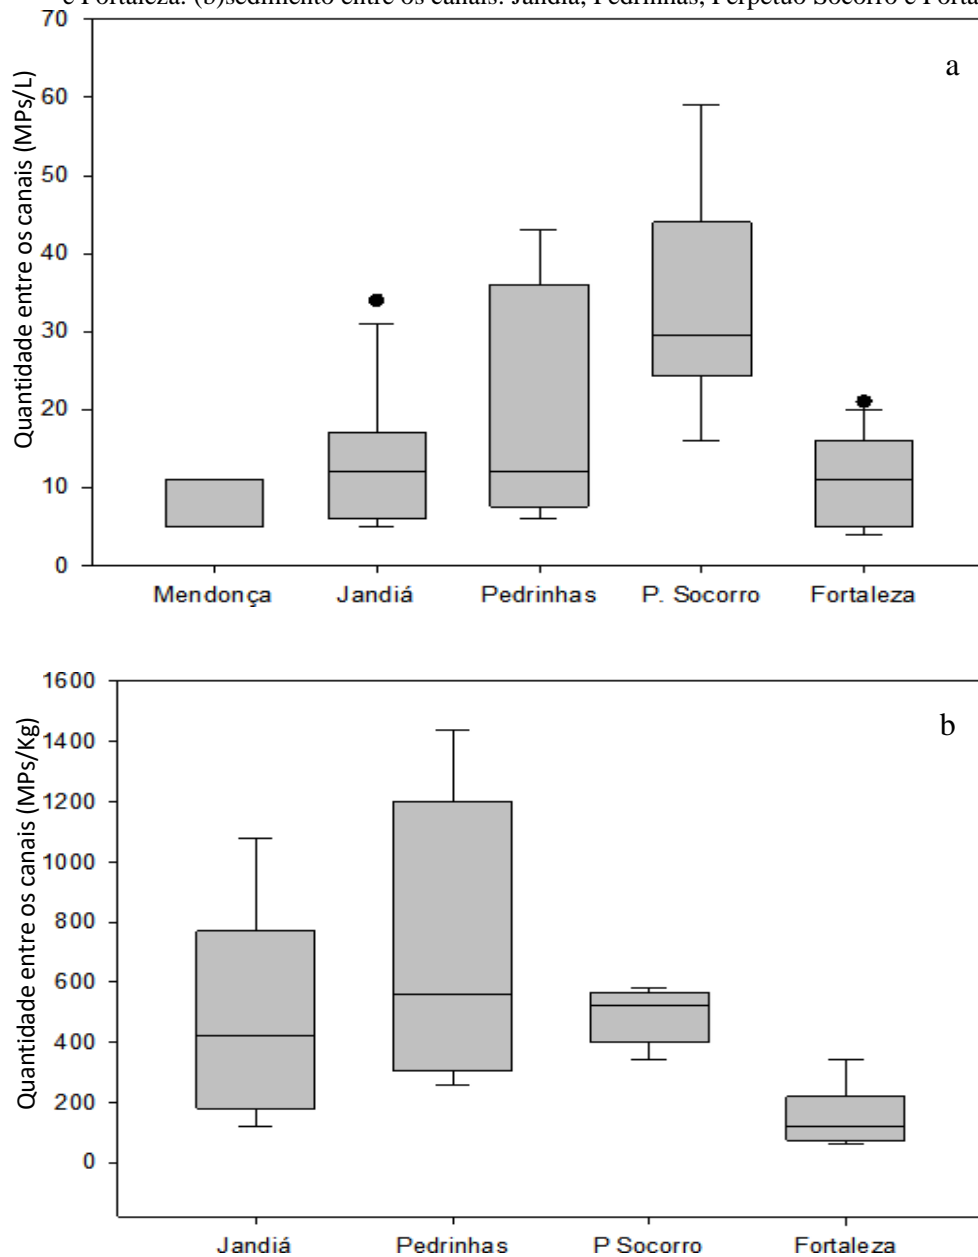 e Fortaleza. (b)sedimento entre os canais: Jandiá, Pedrinhas, Perpétuo Socorro e
a
Quantidade entre os canais (MPs/L)
70
60
50
40
30
20
10
0
Mendonça Jandiá Pedrinhas P. Socorro Fortaleza
b
Quantidade entre os canais (MPs/Kg)
1600
1400
1200
1000
800
600
400
200
0
Jandiá Pedrinhas P Socorro Fortaleza